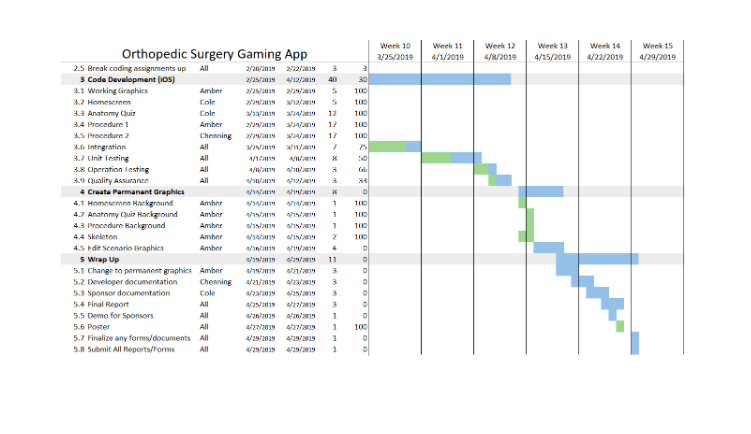 Orthopedic Surgery Gaming App
Week 10 Week 11 Week 12 Week 13 Week 14 Week 15
3/25/2019 4/1/2019 4/8/2019 4/15/2019 4/22/2019 4/29/2019
2.5 Break coding assignments up All 2/20/2019 2/22/2019 3 3
3 Code Development (iOS) 2/25/2019 4/12/2019 40 30
3.1 Working Graphics Amber 2/25/2019 2/29/2019 5 100
3.2 Homescreen Cole 2/29/2019 3/12/2019 5 100
3.3 Anatomy Quiz Cole 3/13/2019 3/24/2019 12 100
3.4 Procedure 1 Amber 2/29/2019 3/24/2019 17 100
3.5 Procedure 2 Chenning 2/29/2019 3/24/2019 17 100
3.6 Integration All 3/25/2019 3/31/2019 7 75
3.7 Unit Testing All 4/1/2019 4/8/2019 8 50
3.8 Operation Testing All 4/8/2019 4/10/2019 3 66
3.9 Quality Assurance All 4/10/2019 4/12/2019 3 33
4 Create Permanent Graphics 4/14/2019 4/19/2019 8 0
4.1 Homescreen Background Amber 4/14/2019 4/14/2019 1 100
4.2 Anatomy Quiz Background Amber 4/15/2019 4/15/2019 1 100
4.3 Procedure Background Amber 4/15/2019 4/15/2019 1 100
4.4 Skeleton Amber 4/14/2019 4/15/2019 2 100
4.5 Edit Scenario Graphics Amber 4/16/2019 4/19/2019 4 0
5 Wrap Up 4/19/2019 4/29/2019 11 0
5.1 Change to permanent graphics Amber 4/19/2019 4/21/2019 3 0
5.2 Developer documentation Chenning 4/21/2019 4/23/2019 3 0
5.3 Sponsor documentation Cole 4/23/2019 4/25/2019 3 0
5.4 Final Report All 4/25/2019 4/27/2019 3 0
5.5 Demo for Sponsors All 4/26/2019 4/26/2019 1 0
5.6 Poster All 4/27/2019 4/27/2019 1 100
5.7 Finalize any forms/documents All 4/29/2019 4/29/2019 1 0
5.8 Submit All Reports/Forms All 4/29/2019 4/29/2019 1 0